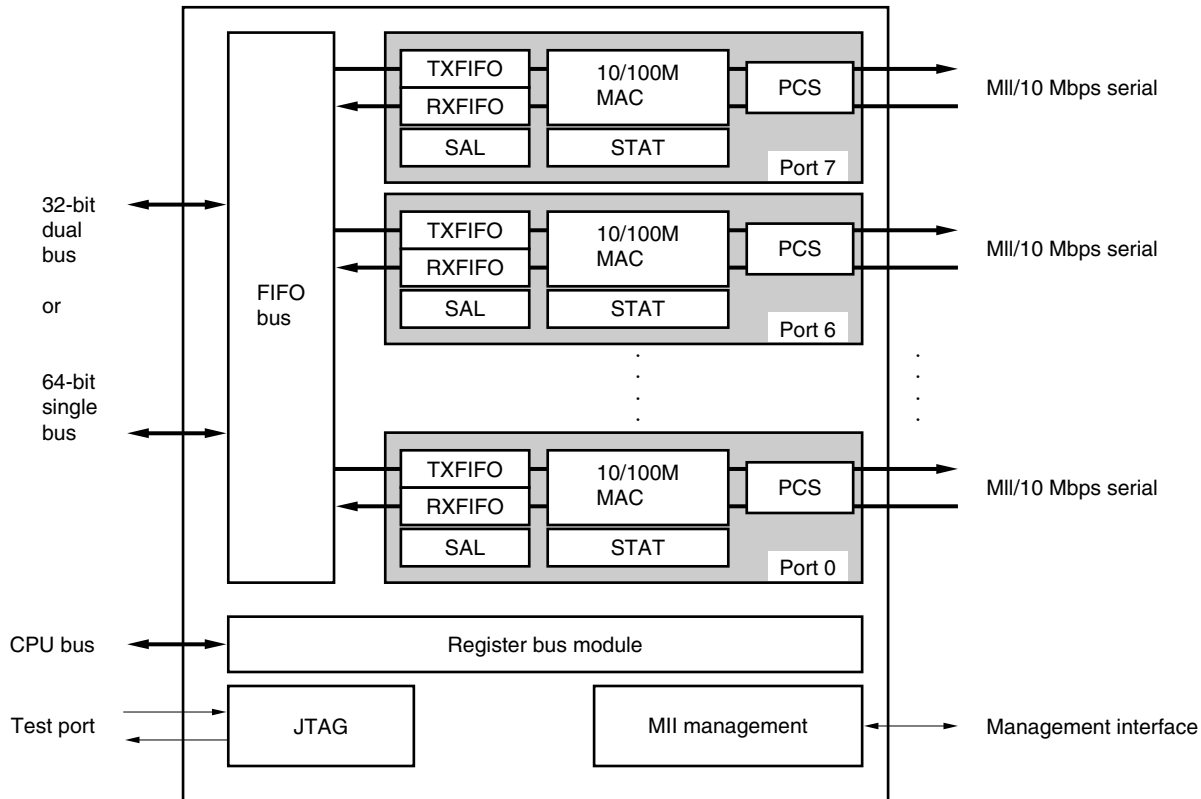 TXFIFO
RXFIFO
SAL
10/100M
MAC
STAT
PCS
Port 7
MII/10 Mbps serial
32-bit
dual
bus
or
64-bit
single
bus
FIFO
bus
TXFIFO
RXFIFO
SAL
10/100M
MAC
STAT
PCS
Port 6
MII/10 Mbps serial
TXFIFO
RXFIFO
SAL
10/100M
MAC
STAT
PCS
Port 0
MII/10 Mbps serial
CPU bus
Register bus module
Test port
JTAG
MII management
Management interface